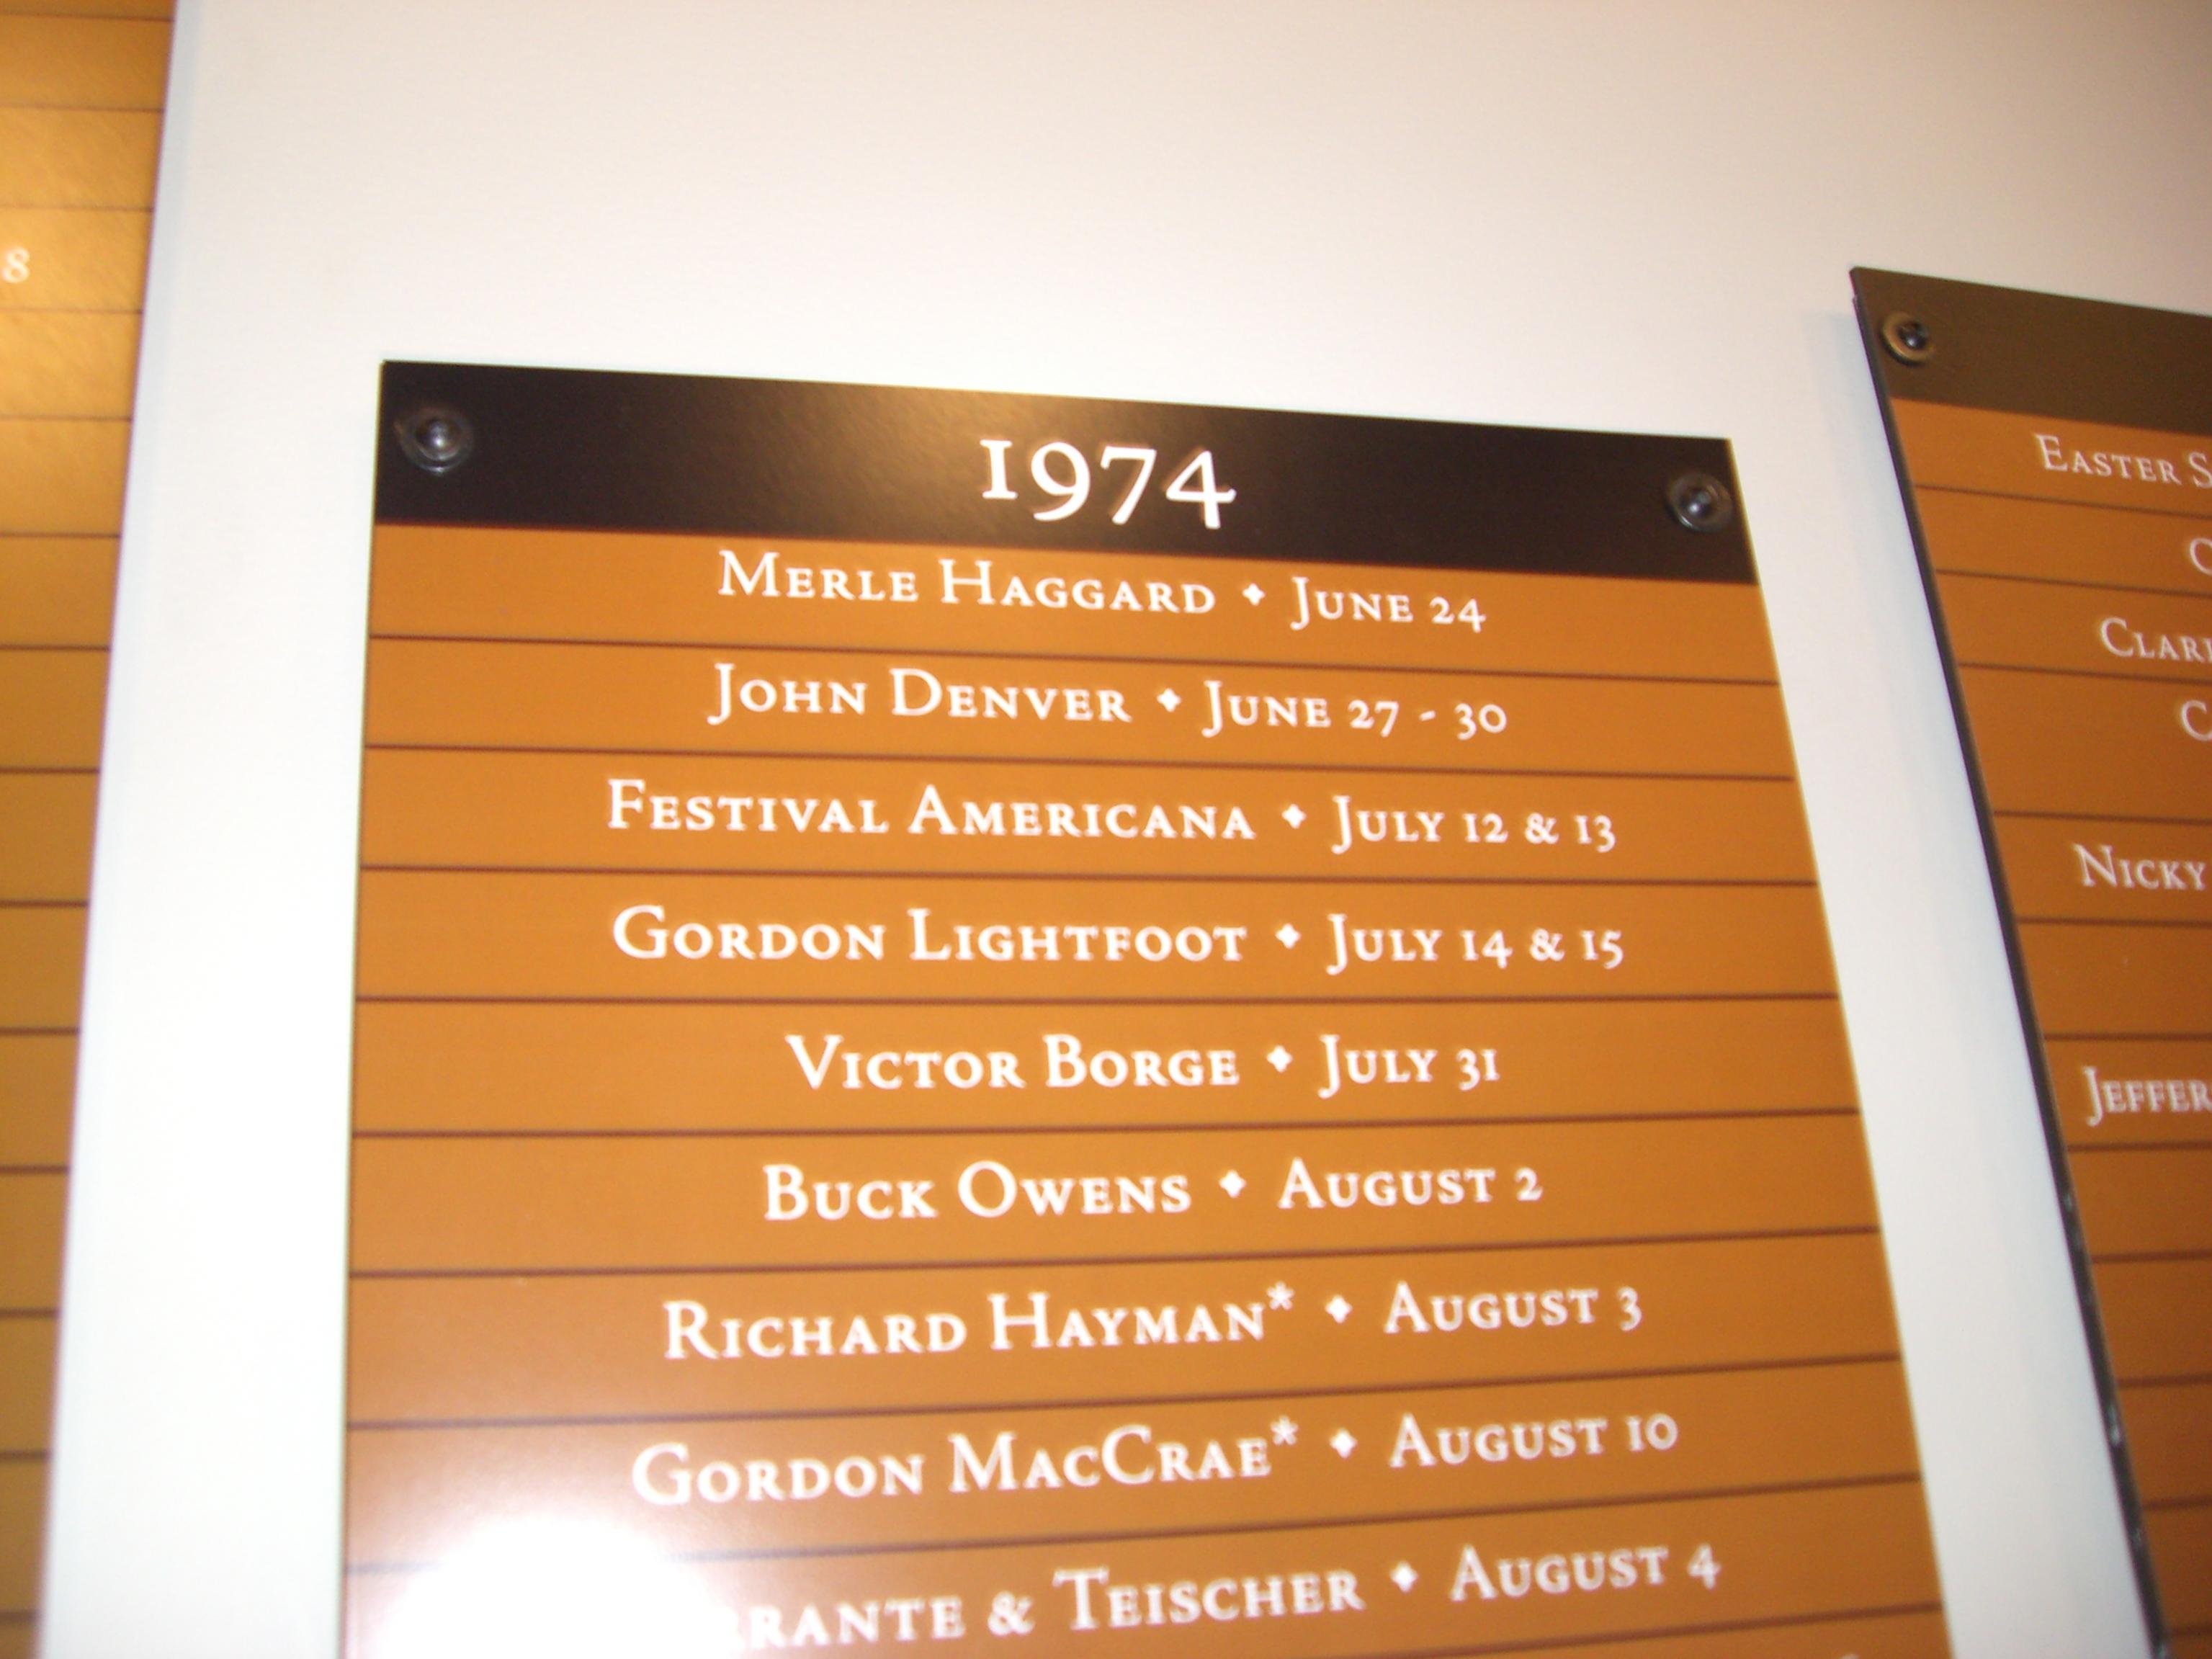 8
1974
Merle Haggard • June 24
John Denver • June 27 - 30
Festival Americana • July 12 & 13
Gordon Lightfoot • July 14 & 15
Victor Borge • July 31
Buck Owens • August 2
Richard Hayman* • August 3
Gordon MacCrae* • August 10
& Teischer • August 4
Easter
Nicky